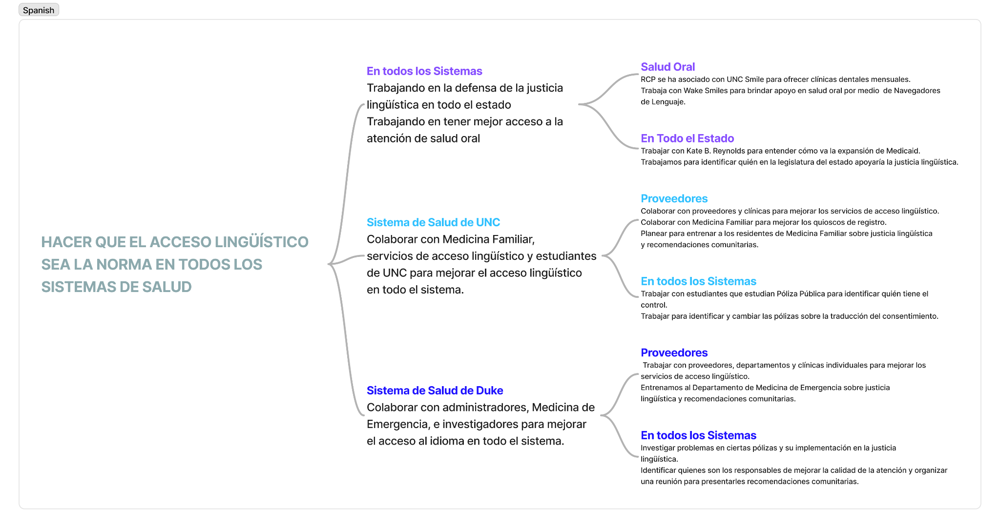 Spanish
HACER QUE EL ACCESO LINGÜÍSTICO
SEA LA NORMA EN TODOS LOS
SISTEMAS DE SALUD
En todos los Sistemas
Trabajando en la defensa de la justicia
lingüística en todo el estado
Trabajando en tener mejor acceso a la
atención de salud oral
Salud Oral
RCP se ha asociado con UNC Smile para ofrecer clínicas dentales mensuales.
Trabaja con Wake Smiles para brindar apoyo en salud oral por medio  de Navegadores
de Lenguaje.
En Todo el Estado
Trabajar con Kate B. Reynolds para entender cómo va la expansión de Medicaid.
Trabajamos para identificar quién en la legislatura del estado apoyaría la justicia lingüística.
Sistema de Salud de UNC
Colaborar con Medicina Familiar,
servicios de acceso lingüístico y estudiantes
de UNC para mejorar el acceso lingüístico
en todo el sistema.
Proveedores
Colaborar con proveedores y clínicas para mejorar los servicios de acceso lingüístico.
Colaborar con Medicina Familiar para mejorar los quioscos de registro.
Planear para entrenar a los residentes de Medicina Familiar sobre justicia lingüística
y recomendaciones comunitarias.
En todos los Sistemas
Trabajar con estudiantes que estudian Póliza Pública para identificar quién tiene el
control.
Trabajar para identificar y cambiar las pólizas sobre la traducción del consentimiento.
Sistema de Salud de Duke
Colaborar con administradores, Medicina de
Emergencia, e investigadores para mejorar
el acceso al idioma en todo el sistema.
Proveedores
Trabajar con proveedores, departamentos y clínicas individuales para mejorar los
servicios de acceso lingüístico.
Entrenamos al Departamento de Medicina de Emergencia sobre justicia
lingüística y recomendaciones comunitarias.
En todos los Sistemas
Investigar problemas en ciertas pólizas y su implementación en la justicia
lingüística.
Identificar quienes son los responsables de mejorar la calidad de la atención y organizar
una reunión para presentarles recomendaciones comunitarias.